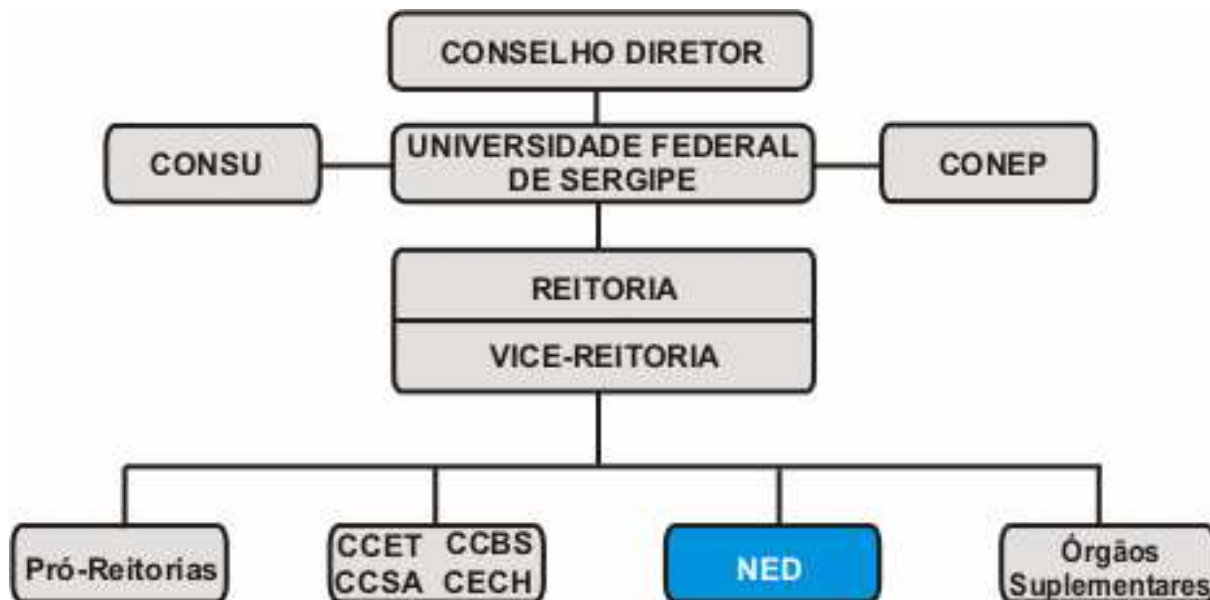 CONSELHO DIRETOR
CONSU
UNIVERSIDADE FEDERAL
DE SERGIPE
CONEP
REITORIA
VICE-REITORIA
Pró-Reitorias
CCET CCBS
CCSA CECH
NED
Órgãos
Suplementares